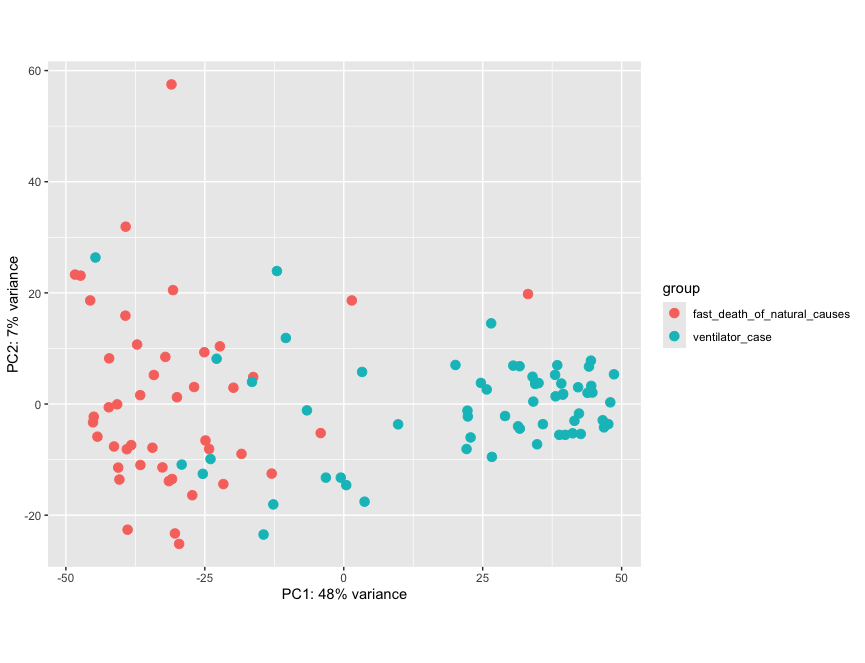 60
40
20
0
-20
PC2: 7% variance
-50
-25
0
25
50
PC1: 48% variance
group
fast_death_of_natural_causes
ventilator_case